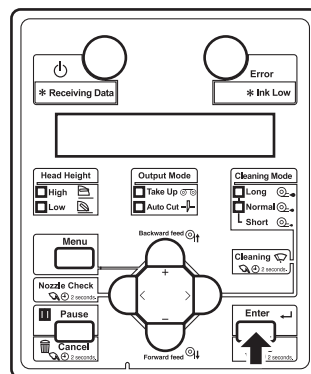 Error
* Receiving Data
* Ink Low
Head Height
High
Low
Output Mode
Take Up
Auto Cut
Cleaning Mode
Long
Normal
Short
Menu
Backward feed
Cleaning
2 seconds.
Nozzle Check
2 seconds.
+
< >
−
Pause
Cancel
2 seconds.
Forward feed
Enter
2 seconds.